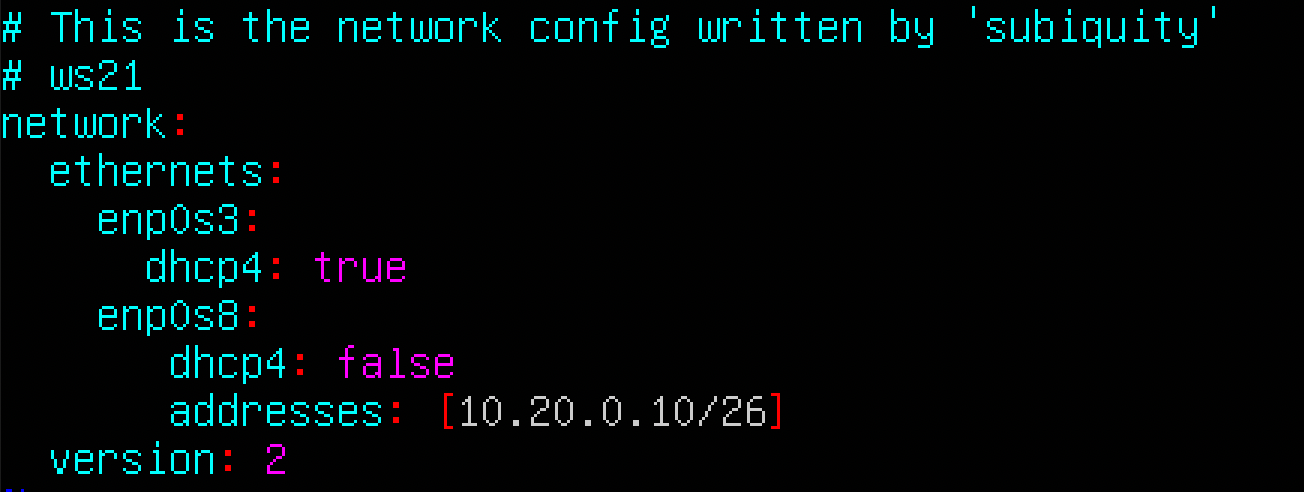 # This is the network config written by 'subiquity'
# ws21
network:
  ethernets:
    enp0s3:
      dhcp4: true
    enp0s8:
       dhcp4: false
       addresses: [10.20.0.10/26]
  version: 2